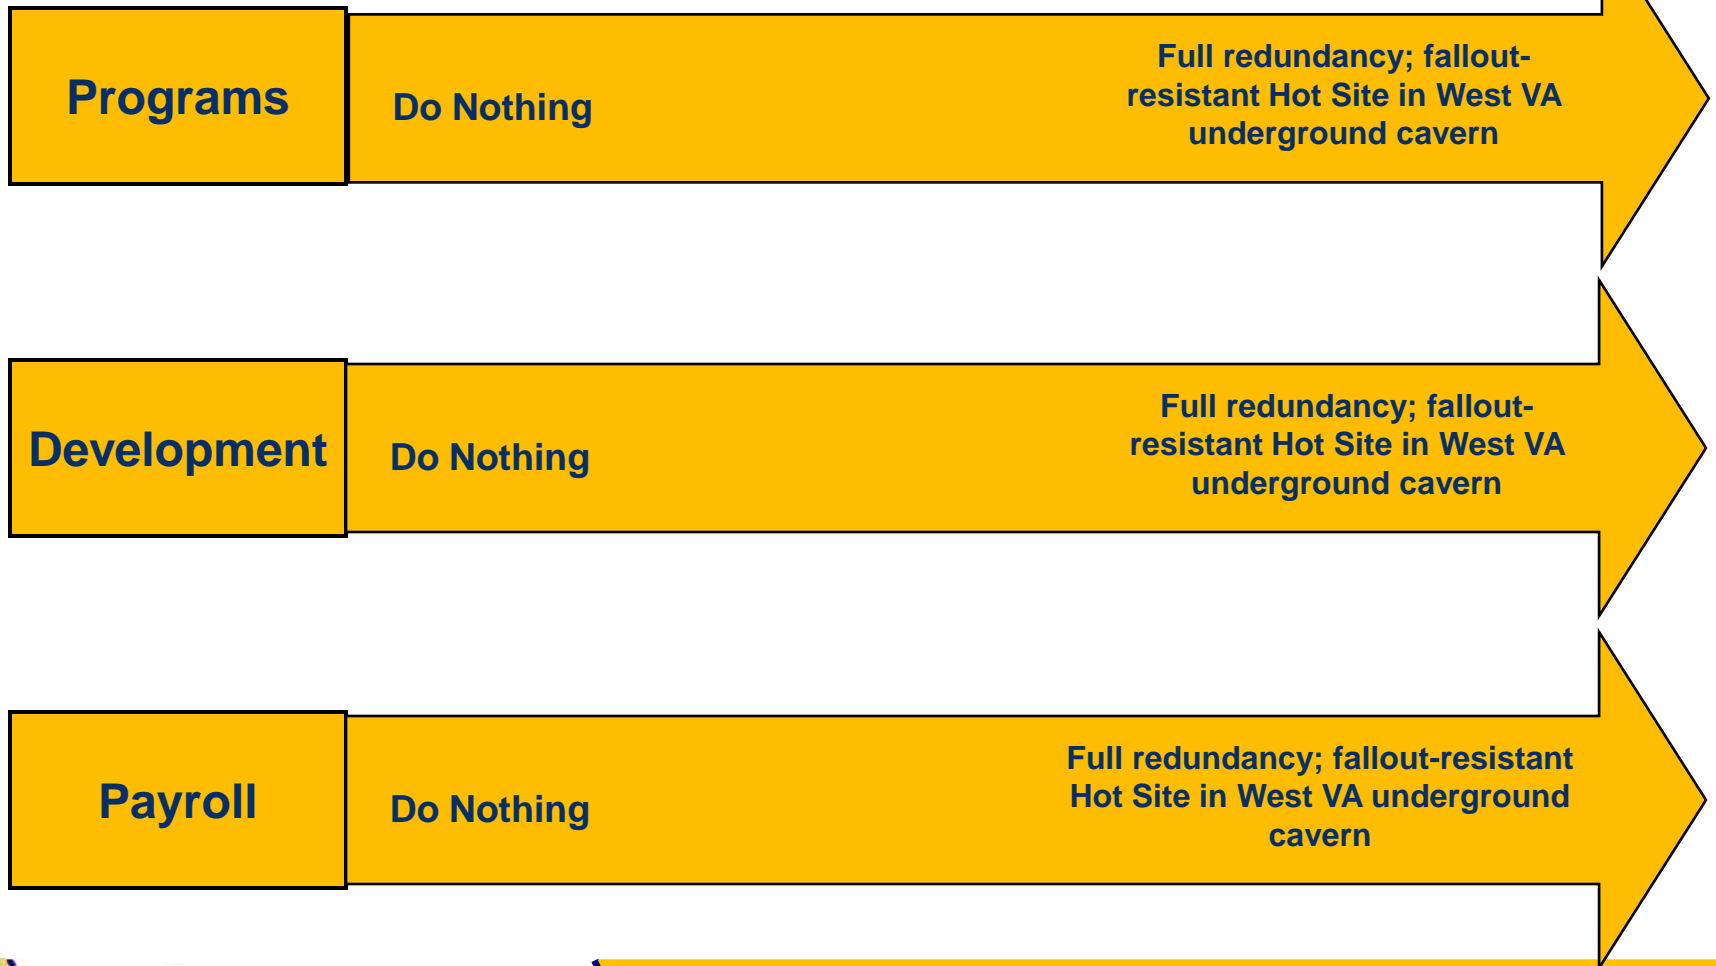 Programs
Do Nothing
Full redundancy; fallout-
resistant Hot Site in West VA
underground cavern
Development
Do Nothing
Full redundancy; fallout-
resistant Hot Site in West VA
underground cavern
Payroll
Do Nothing
Full redundancy; fallout-resistant
Hot Site in West VA underground
cavern